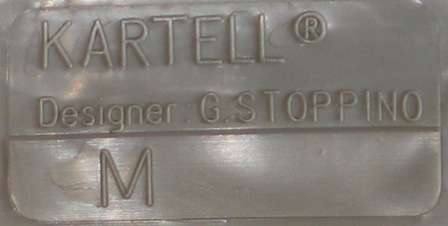 KARTELL®
Designer: G.STOPPINO
M